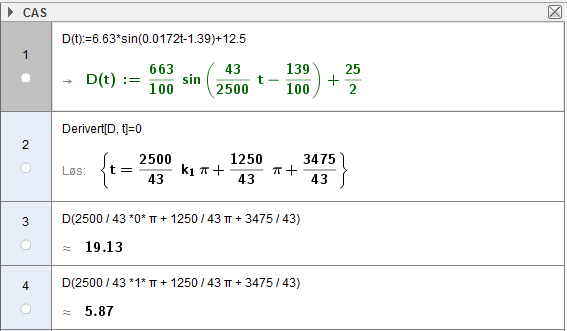 CAS
1
D(t):=6.63*sin(0.0172t-1.39)+12.5
→ D(t) := 663/100 sin (43/2500 t − 139/100) + 25/2
2
Derivert[D, t]=0
Løs: {t = 2500/43 k₁ π + 1250/43 π + 3475/43}
3
D(2500 / 43 *0* π + 1250 / 43 π + 3475 / 43)
≈ 19.13
4
D(2500 / 43 *1* π + 1250 / 43 π + 3475 / 43)
≈ 5.87